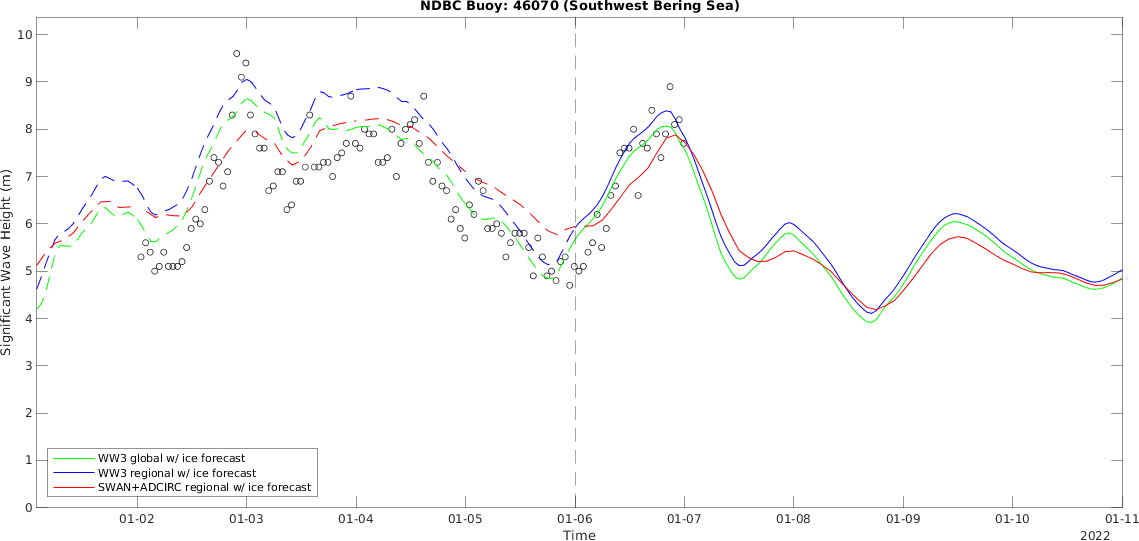 NDBC Buoy: 46070 (Southwest Bering Sea)
10
9
8
7
6
5
4
3
2
1
0
Significant Wave Height (m)
WW3 global w/ ice forecast
WW3 regional w/ ice forecast
SWAN+ADCIRC regional w/ ice forecast
01-02 01-03 01-04 01-05 01-06 01-07 01-08 01-09 01-10 01-11
Time
2022